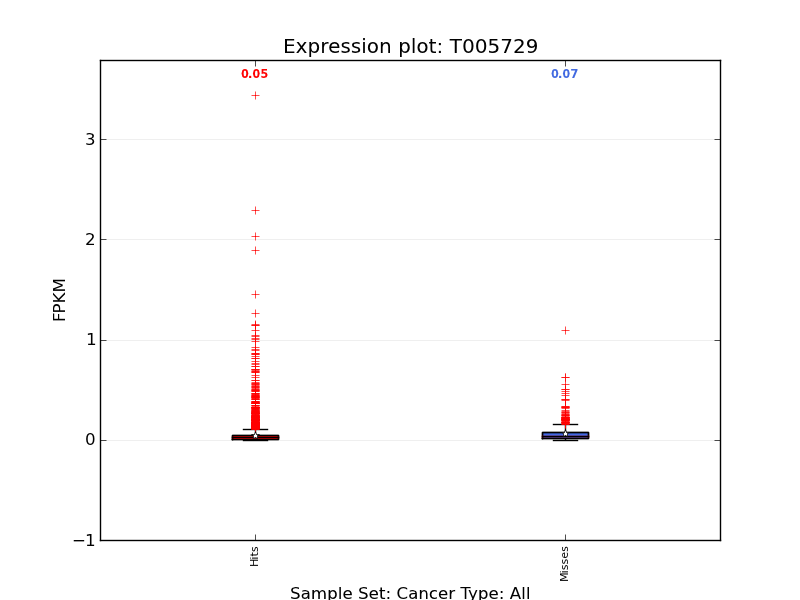 Expression plot: T005729
0.05 0.07
3
2
1
0
−1
FPKM
Hits Misses
Sample Set: Cancer Type: All